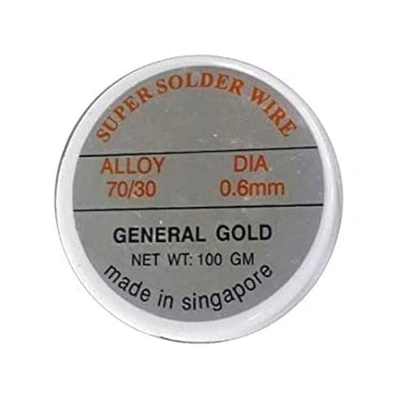 SUPER SOLDER WIRE
ALLOY DIA
70/30 0.6mm
GENERAL GOLD
NET WT: 100 GM
made in singapore